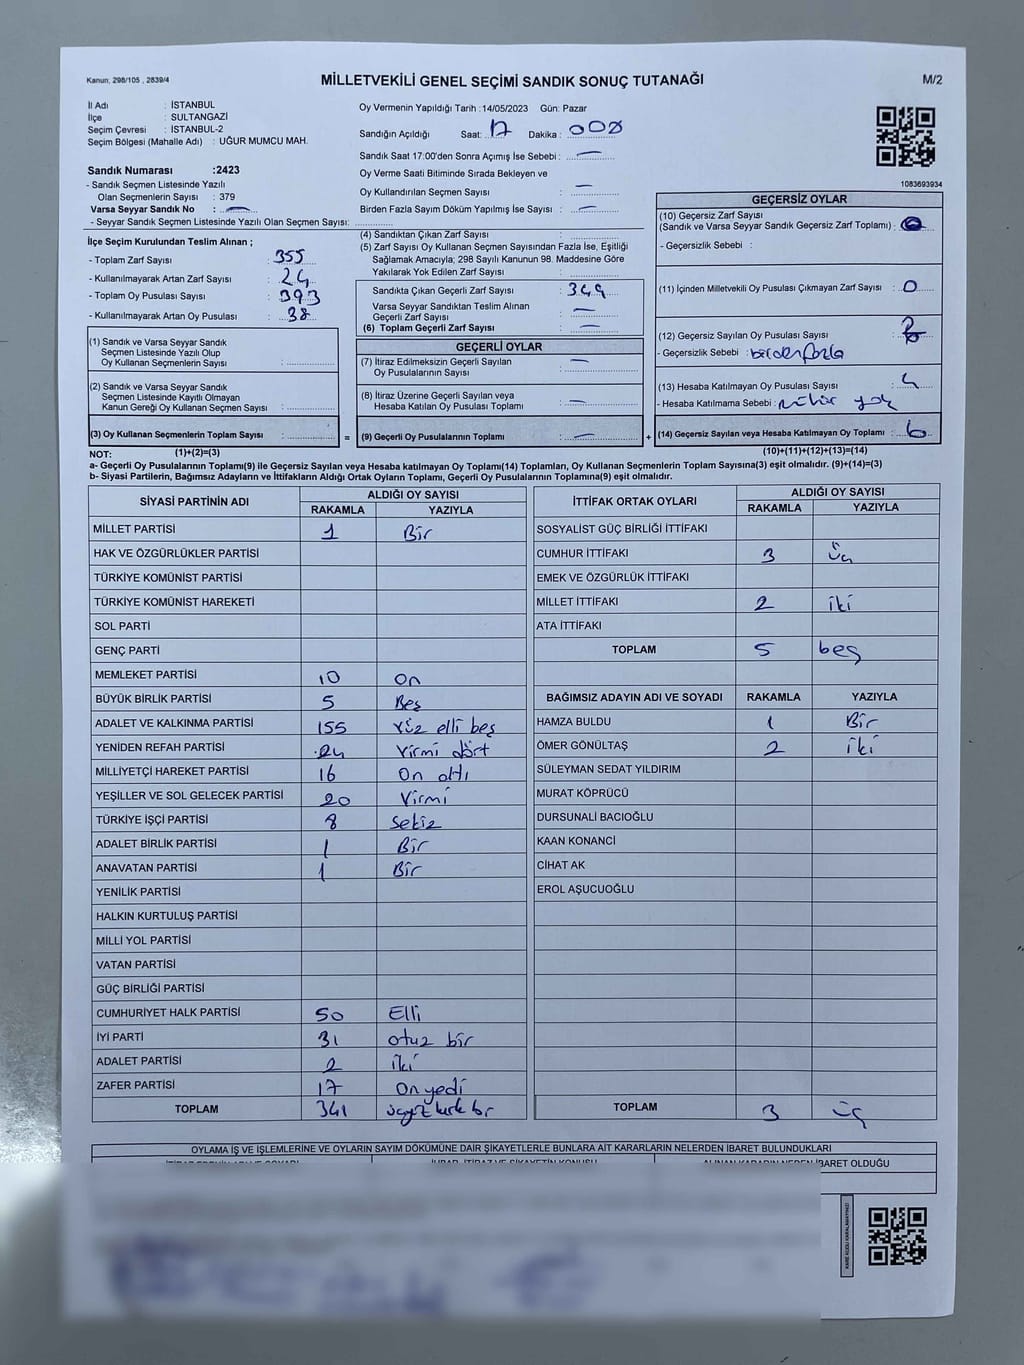 Kanun; 298/105 , 2839/4
MİLLETVEKİLİ GENEL SEÇİMİ SANDIK SONUÇ TUTANAĞI
M/2
İl Adı : İSTANBUL
İlçe : SULTANGAZİ
Seçim Çevresi : İSTANBUL-2
Seçim Bölgesi (Mahalle Adı) : UĞUR MUMCU MAH.
Sandık Numarası :2423
- Sandık Seçmen Listesinde Yazılı
Olan Seçmenlerin Sayısı : 379
Varsa Seyyar Sandık No : —
- Seyyar Sandık Seçmen Listesinde Yazılı Olan Seçmen Sayısı:
Oy Vermenin Yapıldığı Tarih :14/05/2023 Gün: Pazar
Sandığın Açıldığı Saat: 17 Dakika : 000
Sandık Saat 17:00'den Sonra Açımış İse Sebebi : —
Oy Verme Saati Bitiminde Sırada Bekleyen ve
Oy Kullandırılan Seçmen Sayısı : —
Birden Fazla Sayım Döküm Yapılmış İse Sayısı : —
1083693934
İlçe Seçim Kurulundan Teslim Alınan ;
- Toplam Zarf Sayısı : 355
- Kullanılmayarak Artan Zarf Sayısı : 24
- Toplam Oy Pusulası Sayısı : 393
- Kullanılmayarak Artan Oy Pusulası : 38
(4) Sandıktan Çıkan Zarf Sayısı :
(5) Zarf Sayısı Oy Kullanan Seçmen Sayısından Fazla İse, Eşitliği
Sağlamak Amacıyla; 298 Sayılı Kanunun 98. Maddesine Göre
Yakılarak Yok Edilen Zarf Sayısı :
Sandıkta Çıkan Geçerli Zarf Sayısı : 349
Varsa Seyyar Sandıktan Teslim Alınan
Geçerli Zarf Sayısı : —
(6) Toplam Geçerli Zarf Sayısı : —
GEÇERSİZ OYLAR
(10) Geçersiz Zarf Sayısı
(Sandık ve Varsa Seyyar Sandık Geçersiz Zarf Toplamı) :
- Geçersizlik Sebebi :
(11) İçinden Milletvekili Oy Pusulası Çıkmayan Zarf Sayısı : 0
(12) Geçersiz Sayılan Oy Pusulası Sayısı :
- Geçersizlik Sebebi : birden fazla
(13) Hesaba Katılmayan Oy Pusulası Sayısı : 4
- Hesaba Katılmama Sebebi : mühür yok
(14) Geçersiz Sayılan veya Hesaba Katılmayan Oy Toplamı : 6
(1) Sandık ve Varsa Seyyar Sandık
Seçmen Listesinde Yazılı Olup
Oy Kullanan Seçmenlerin Sayısı :
(2) Sandık ve Varsa Seyyar Sandık
Seçmen Listesinde Kayıtlı Olmayan
Kanun Gereği Oy Kullanan Seçmen Sayısı :
(3) Oy Kullanan Seçmenlerin Toplam Sayısı :
GEÇERLİ OYLAR
(7) İtiraz Edilmeksizin Geçerli Sayılan
Oy Pusulalarının Sayısı : —
(8) İtiraz Üzerine Geçerli Sayılan veya
Hesaba Katılan Oy Pusulası Toplamı : —
= (9) Geçerli Oy Pusulalarının Toplamı : — +
NOT: (1)+(2)=(3) (10)+(11)+(12)+(13)=(14)
a- Geçerli Oy Pusulalarının Toplamı(9) ile Geçersiz Sayılan veya Hesaba katılmayan Oy Toplamı(14) Toplamları, Oy Kullanan Seçmenlerin Toplam Sayısına(3) eşit olmalıdır. (9)+(14)=(3)
b- Siyasi Partilerin, Bağımsız Adayların ve İttifakların Aldığı Ortak Oyların Toplamı, Geçerli Oy Pusulalarının Toplamına(9) eşit olmalıdır.
SİYASİ PARTİNİN ADI ALDIĞI OY SAYISI
RAKAMLA YAZIYLA
MİLLET PARTİSİ 1 Bir
HAK VE ÖZGÜRLÜKLER PARTİSİ
TÜRKİYE KOMÜNİST PARTİSİ
TÜRKİYE KOMÜNİST HAREKETİ
SOL PARTİ
GENÇ PARTİ
MEMLEKET PARTİSİ 10 On
BÜYÜK BİRLİK PARTİSİ 5 Beş
ADALET VE KALKINMA PARTİSİ 155 Yüz elli beş
YENİDEN REFAH PARTİSİ 24 Yirmi dört
MİLLİYETÇİ HAREKET PARTİSİ 16 On altı
YEŞİLLER VE SOL GELECEK PARTİSİ 20 Yirmi
TÜRKİYE İŞÇİ PARTİSİ 8 Sekiz
ADALET BİRLİK PARTİSİ 1 Bir
ANAVATAN PARTİSİ 1 Bir
YENİLİK PARTİSİ
HALKIN KURTULUŞ PARTİSİ
MİLLİ YOL PARTİSİ
VATAN PARTİSİ
GÜÇ BİRLİĞİ PARTİSİ
CUMHURİYET HALK PARTİSİ 50 Elli
İYİ PARTİ 31 otuz bir
ADALET PARTİSİ 2 İki
ZAFER PARTİSİ 17 On yedi
TOPLAM 341 üçyüz kırk bir
İTTİFAK ORTAK OYLARI ALDIĞI OY SAYISI
RAKAMLA YAZIYLA
SOSYALİST GÜÇ BİRLİĞİ İTTİFAKI
CUMHUR İTTİFAKI 3 Üç
EMEK VE ÖZGÜRLÜK İTTİFAKI
MİLLET İTTİFAKI 2 İki
ATA İTTİFAKI
TOPLAM 5 beş
BAĞIMSIZ ADAYIN ADI VE SOYADI RAKAMLA YAZIYLA
HAMZA BULDU 1 Bir
ÖMER GÖNÜLTAŞ 2 İki
SÜLEYMAN SEDAT YILDIRIM
MURAT KÖPRÜCÜ
DURSUNALİ BACIOĞLU
KAAN KONANCİ
CİHAT AK
EROL AŞUCUOĞLU
TOPLAM 3 üç
OYLAMA İŞ VE İŞLEMLERİNE VE OYLARIN SAYIM DÖKÜMÜNE DAİR ŞİKAYETLERLE BUNLARA AİT KARARLARIN NELERDEN İBARET BULUNDUKLARI
ALINAN KARARIN NEDEN İBARET OLDUĞU